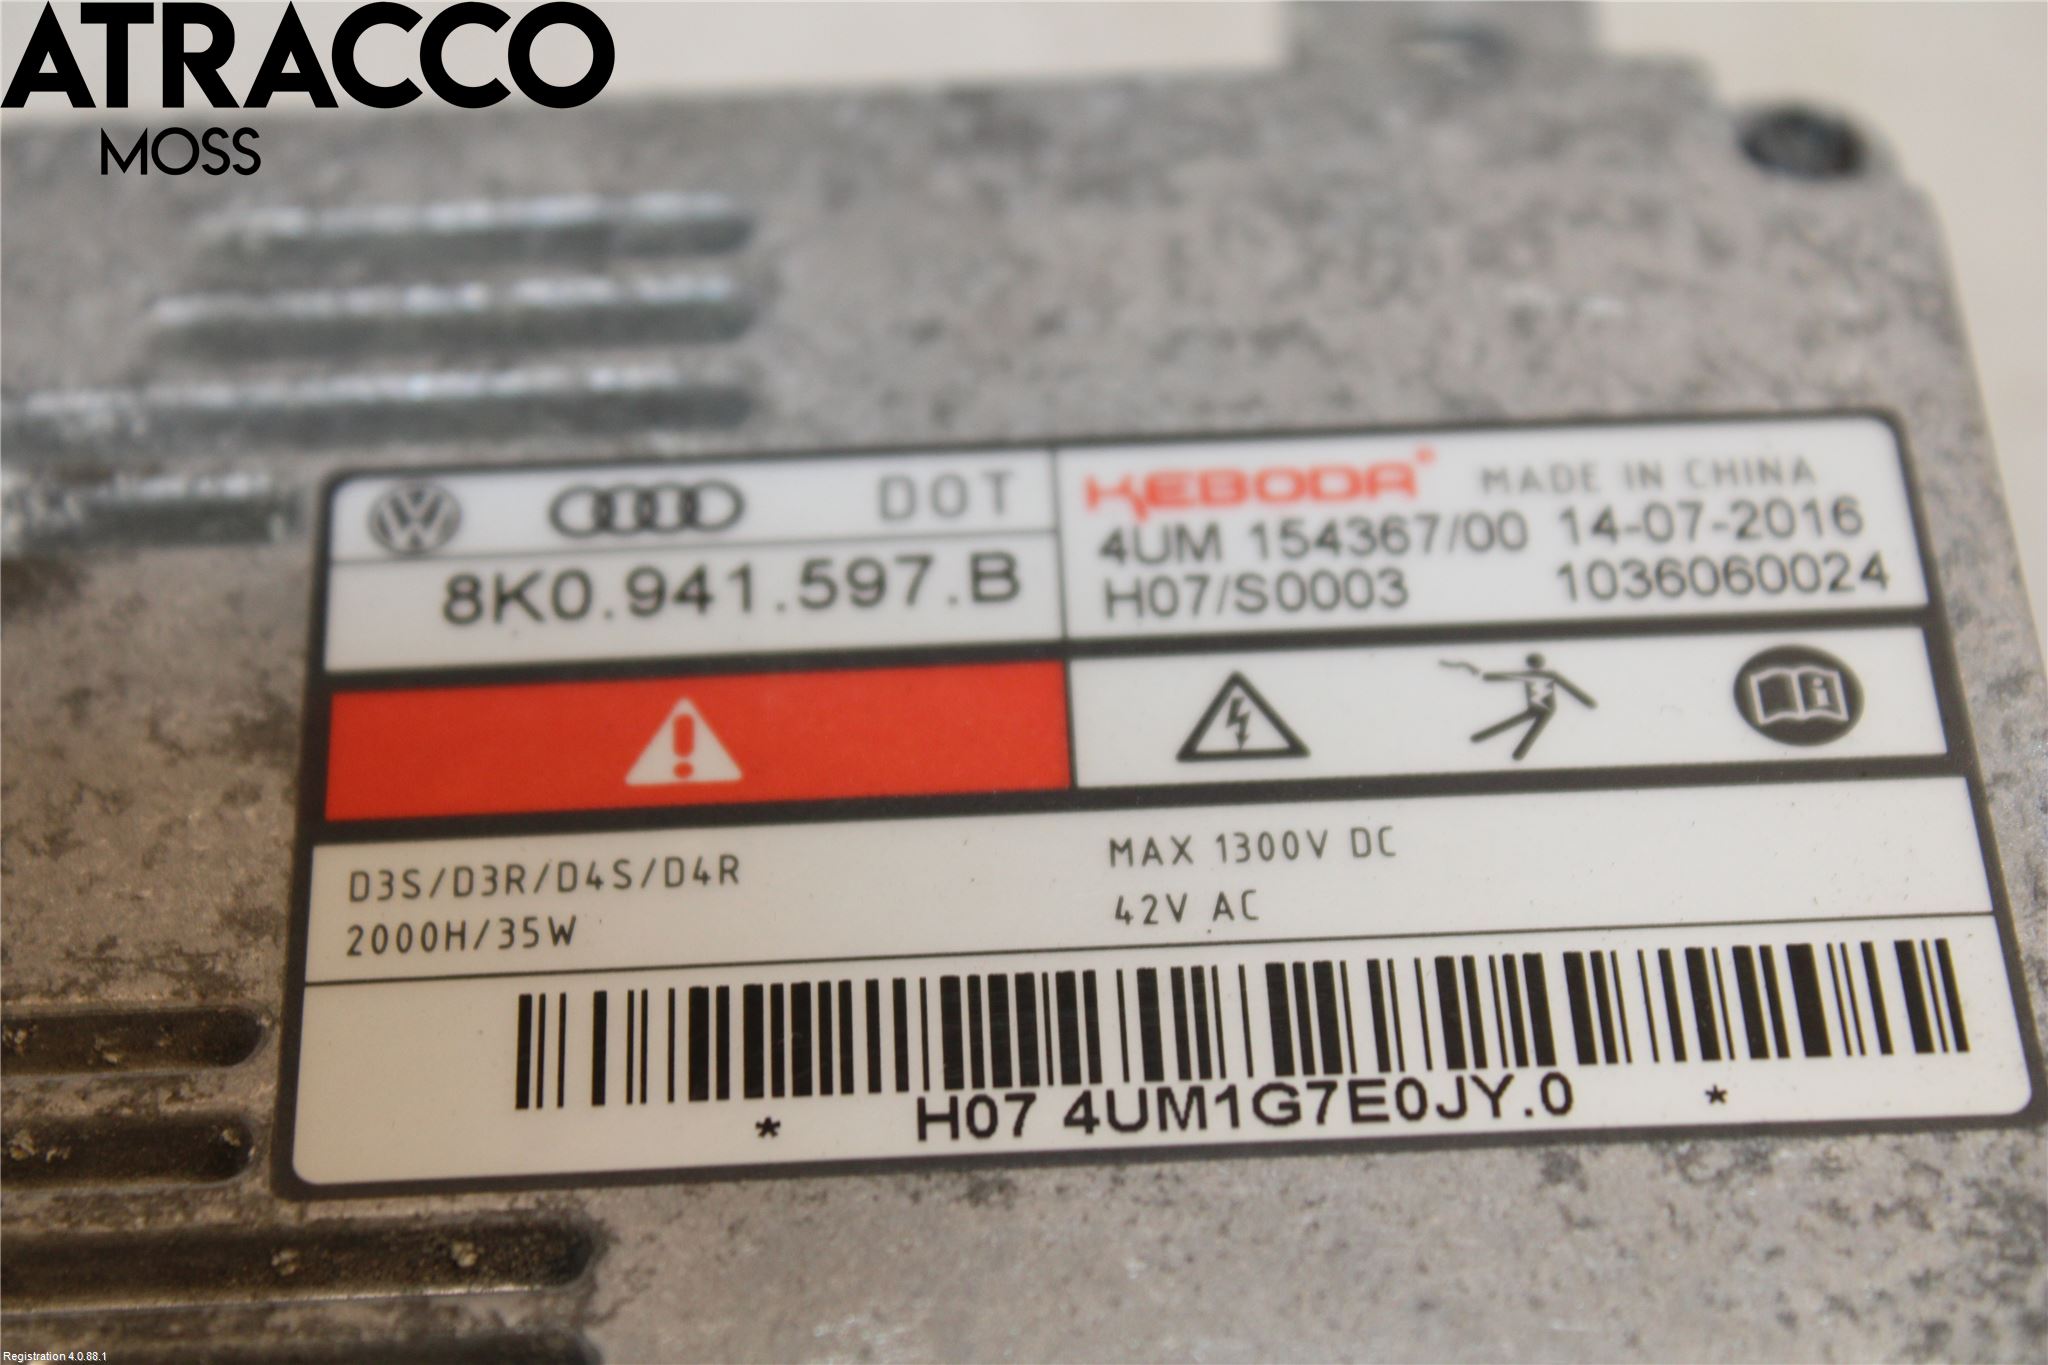 ATRACCO
MOSS
DOT
8K0.941.597.B
KEBODA® MADE IN CHINA
4UM 154367/00 14-07-2016
H07/S0003 1036060024
D3S/D3R/D4S/D4R
2000H/35W
MAX 1300V DC
42V AC
* H07 4UM1G7E0JY.0 *
Registration 4.0.88.1